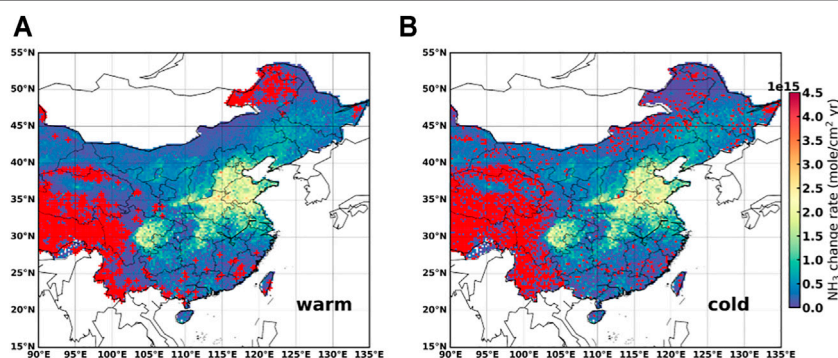 A
B
55°N
50°N
45°N
40°N
35°N
30°N
25°N
20°N
15°N
90°E 95°E 100°E 105°E 110°E 115°E 120°E 125°E 130°E 135°E
warm
55°N
50°N
45°N
40°N
35°N
30°N
25°N
20°N
15°N
90°E 95°E 100°E 105°E 110°E 115°E 120°E 125°E 130°E 135°E
cold
1e15
4.5
4.0
3.5
3.0
2.5
2.0
1.5
1.0
0.5
0.0
NH₃ change rate (mole/cm² yr)